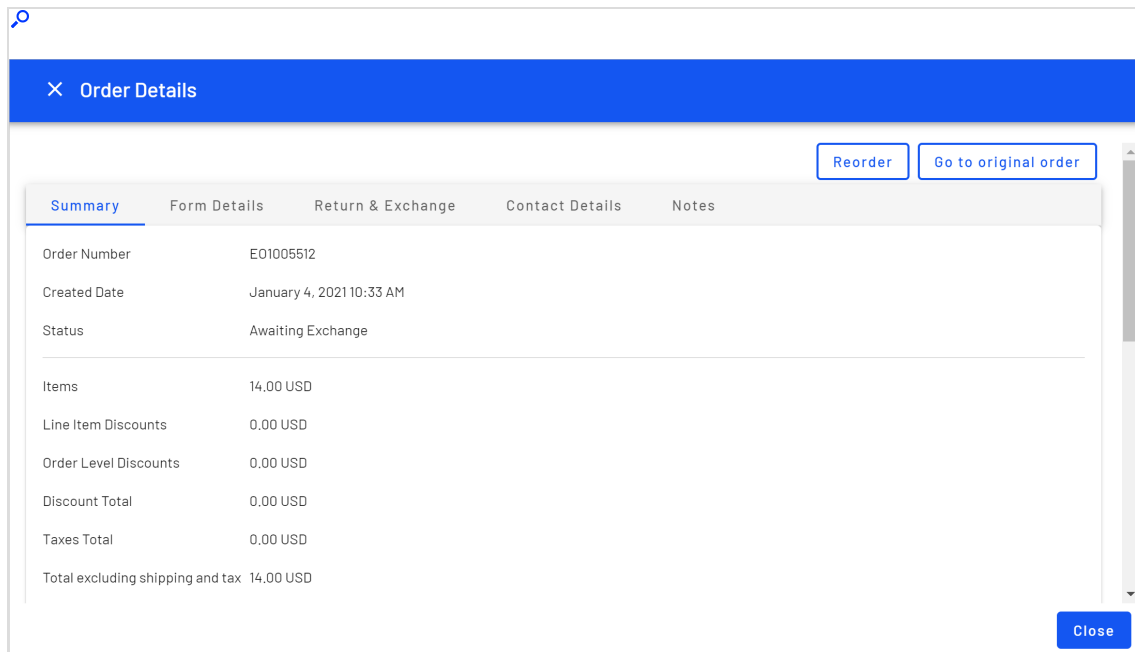 Order Details
Reorder Go to original order
Summary Form Details Return & Exchange Contact Details Notes
Order Number EO1005512
Created Date January 4, 2021 10:33 AM
Status Awaiting Exchange
Items 14.00 USD
Line Item Discounts 0.00 USD
Order Level Discounts 0.00 USD
Discount Total 0.00 USD
Taxes Total 0.00 USD
Total excluding shipping and tax 14.00 USD
Close